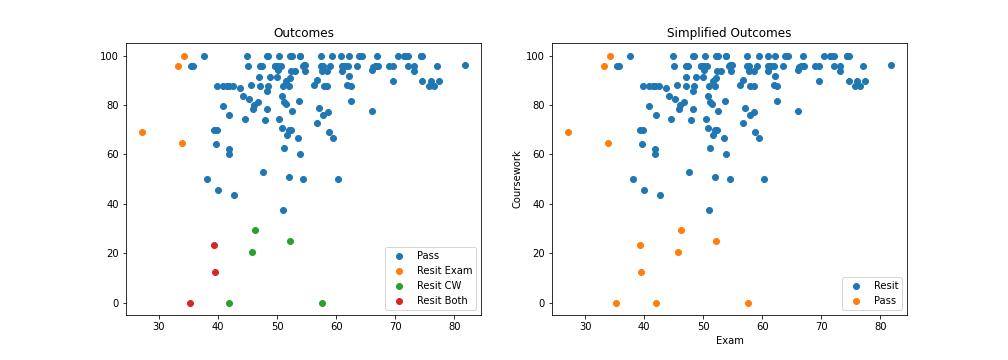 Outcomes
100
80
60
40
20
0
30 40 50 60 70 80
Pass
Resit Exam
Resit CW
Resit Both
Simplified Outcomes
Coursework
100
80
60
40
20
0
30 40 50 60 70 80
Exam
Resit
Pass